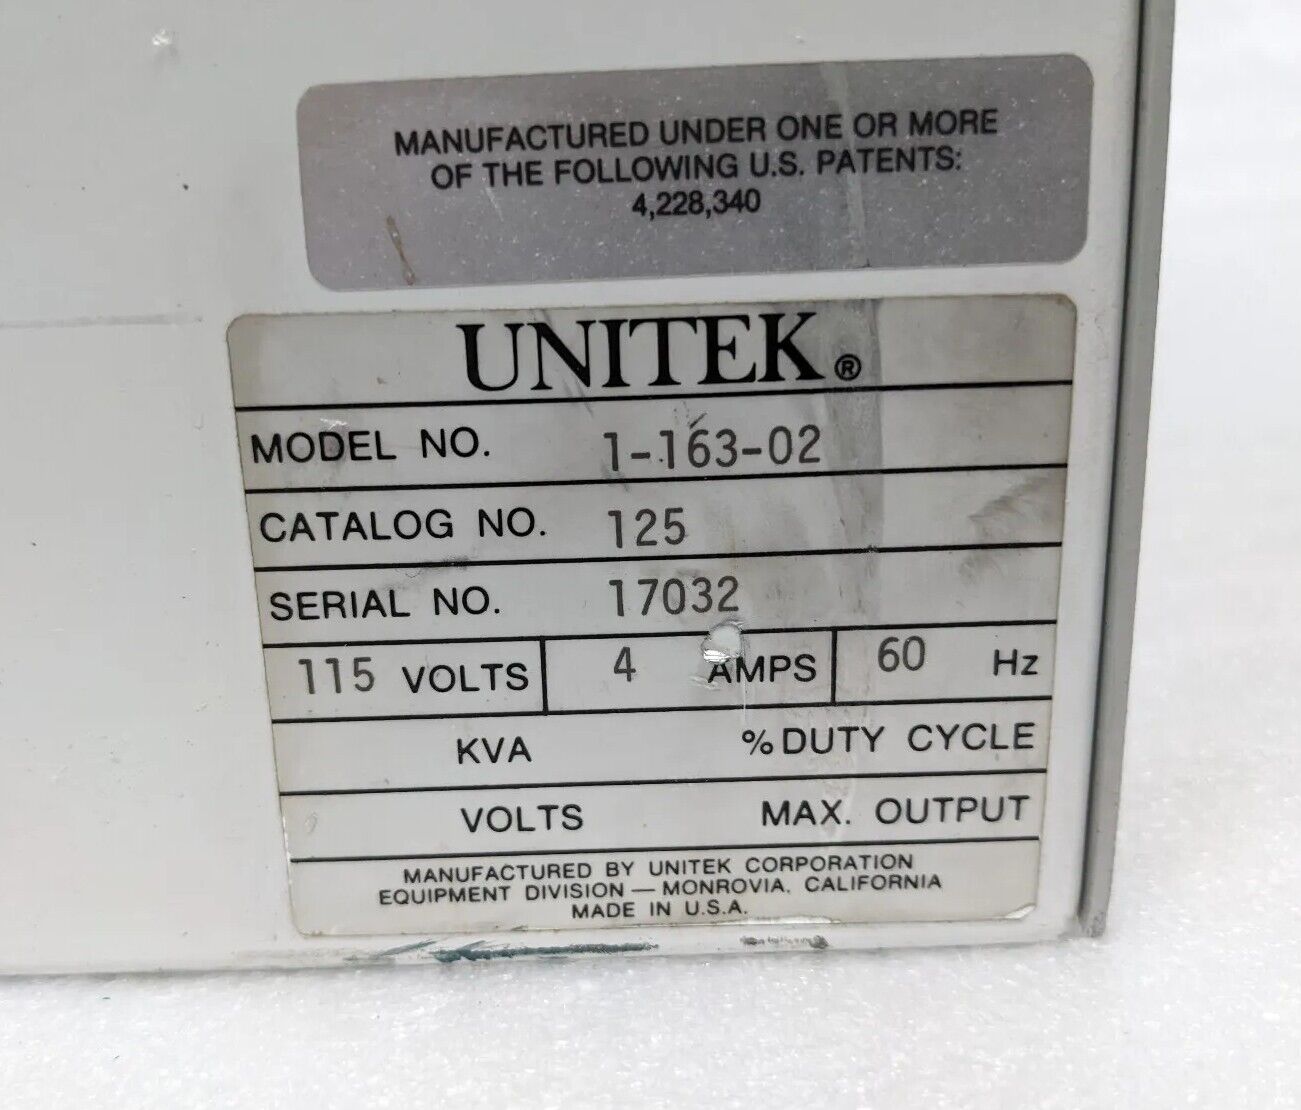 MANUFACTURED UNDER ONE OR MORE
OF THE FOLLOWING U.S. PATENTS:
4,228,340
UNITEK®
MODEL NO. 1-163-02
CATALOG NO. 125
SERIAL NO. 17032
115 VOLTS 4 AMPS 60 Hz
KVA % DUTY CYCLE
VOLTS MAX. OUTPUT
MANUFACTURED BY UNITEK CORPORATION
EQUIPMENT DIVISION — MONROVIA, CALIFORNIA
MADE IN U.S.A.